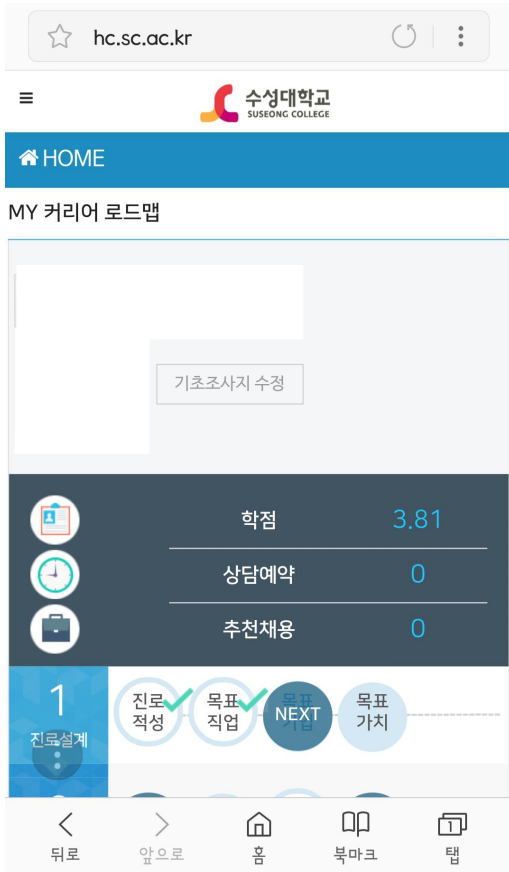 hc.sc.ac.kr
수성대학교
SUSEONG COLLEGE
HOME
MY 커리어 로드맵
기초조사지 수정
학점 3.81
상담예약 0
추천채용 0
1
진로설계
진로
적성
목표
직업
NEXT
목표
가치
뒤로
앞으로
홈
북마크
1
탭